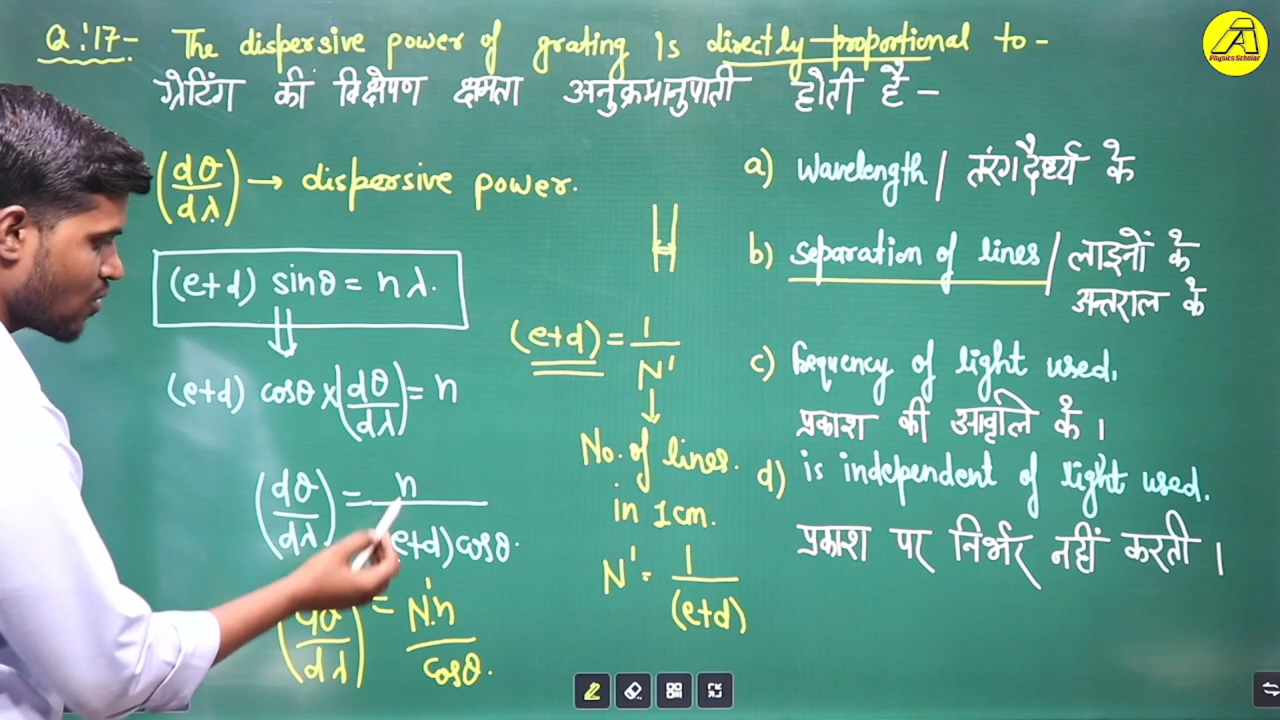 Q:17- The dispersive power of grating is directly proportional to -
ग्रेटिंग की विक्षेपण क्षमता अनुक्रमानुपाती होती है -
(dθ/dλ) → dispersive power.
(e+d) sinθ = nλ.
⇓
(e+d) cosθ × (dθ/dλ) = n
(dθ/dλ) = n/(e+d)cosθ.
(dθ/dλ) = N'n/cosθ.
(e+d) = 1/N'
↓
No. of lines.
in 1cm.
N' = 1/(e+d)
a) Wavelength / तरंगदैर्ध्य के
b) separation of lines / लाइनों के
अन्तराल के
c) frequency of light used.
प्रकाश की आवृत्ति के।
d) is independent of light used.
प्रकाश पर निर्भर नहीं करती।
A
Physics Scholar